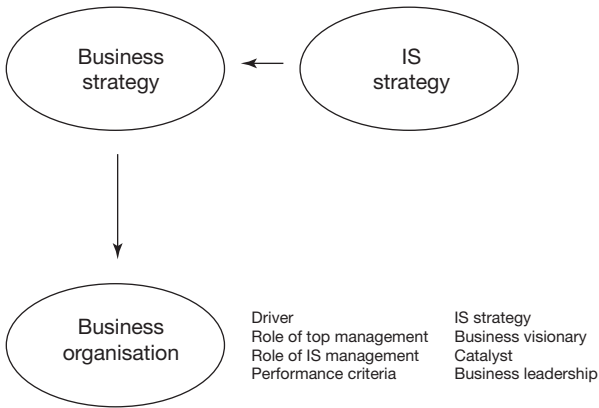 Business
strategy
IS
strategy
Business
organisation
Driver IS strategy
Role of top management Business visionary
Role of IS management Catalyst
Performance criteria Business leadership